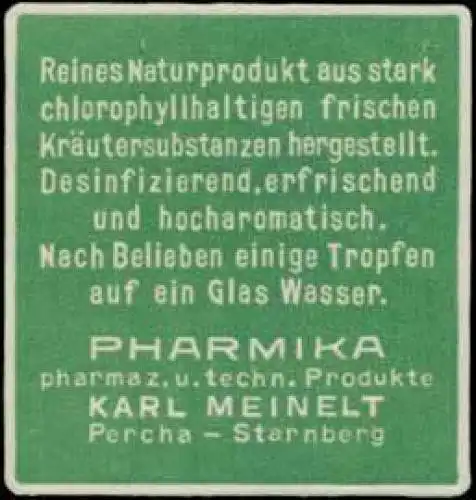 Reines Naturprodukt aus stark
chlorophyllhaltigen frischen
Kräutersubstanzen hergestellt.
Desinfizierend, erfrischend
und hocharomatisch.
Nach Belieben einige Tropfen
auf ein Glas Wasser.
PHARMIKA
pharmaz. u. techn. Produkte
KARL MEINELT
Percha - Starnberg